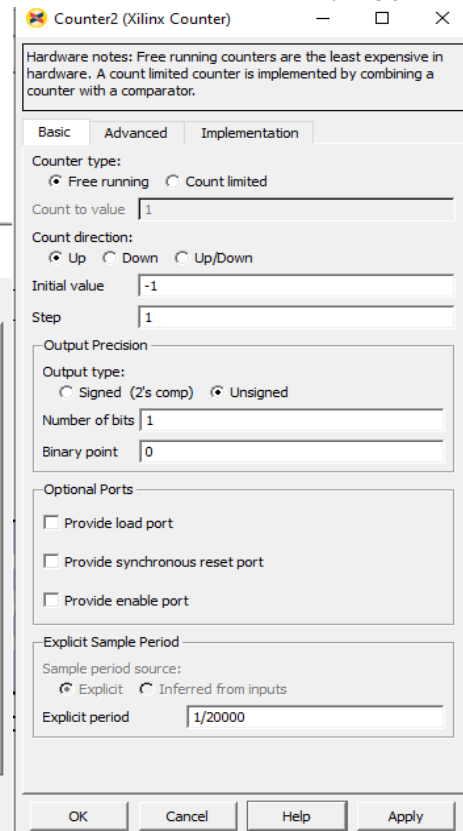 Counter2 (Xilinx Counter)
Hardware notes: Free running counters are the least expensive in
hardware. A count limited counter is implemented by combining a
counter with a comparator.
Basic Advanced Implementation
Counter type:
Free running Count limited
Count to value 1
Count direction:
Up Down Up/Down
Initial value -1
Step 1
Output Precision
Output type:
Signed (2's comp) Unsigned
Number of bits 1
Binary point 0
Optional Ports
Provide load port
Provide synchronous reset port
Provide enable port
Explicit Sample Period
Sample period source:
Explicit Inferred from inputs
Explicit period 1/20000
OK Cancel Help Apply